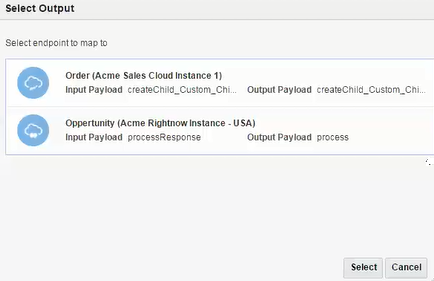 Select Output
Select endpoint to map to
Order (Acme Sales Cloud Instance 1)
Input Payload createChild_Custom_Chi... Output Payload createChild_Custom_Chi...
Oppertunity (Acme Rightnow Instance - USA)
Input Payload processResponse Output Payload process
Select Cancel